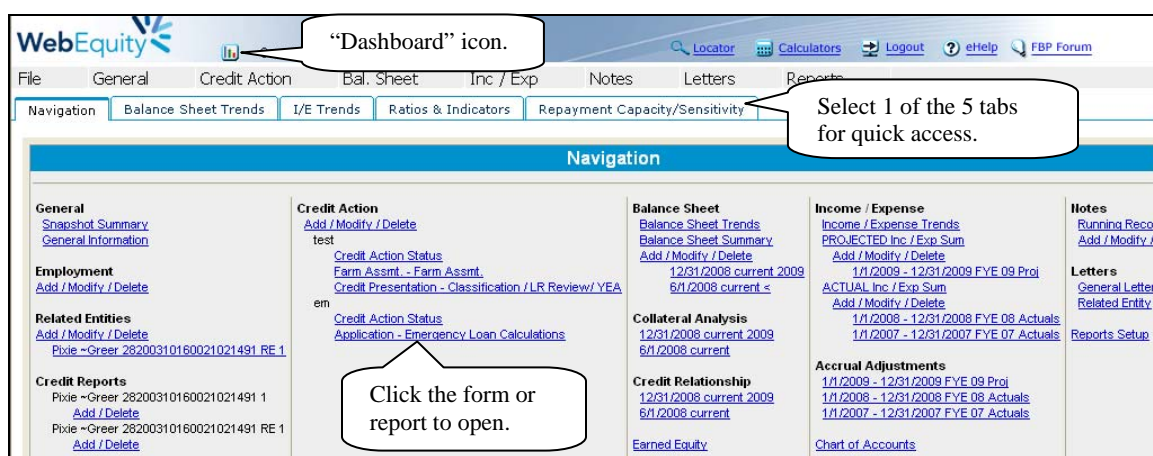 WebEquity
"Dashboard" icon.
Locator Calculators Logout eHelp FBP Forum
File General Credit Action Bal. Sheet Inc / Exp Notes Letters Reports
Navigation Balance Sheet Trends I/E Trends Ratios & Indicators Repayment Capacity/Sensitivity
Select 1 of the 5 tabs
for quick access.
Navigation
General
Snapshot Summary
General Information
Employment
Add / Modify / Delete
Related Entities
Add / Modify / Delete
Pixie ~Greer 28200310160021021491 RE 1
Credit Reports
Pixie ~Greer 28200310160021021491 1
Add / Delete
Pixie ~Greer 28200310160021021491 RE 1
Add / Delete
Credit Action
Add / Modify / Delete
test
Credit Action Status
Farm Assmt. - Farm Assmt.
Credit Presentation - Classification / LR Review/ YEA
em
Credit Action Status
Application - Emergency Loan Calculations
Click the form or
report to open.
Balance Sheet
Balance Sheet Trends
Balance Sheet Summary
Add / Modify / Delete
12/31/2008 current 2009
6/1/2008 current <
Collateral Analysis
12/31/2008 current 2009
6/1/2008 current
Credit Relationship
12/31/2008 current 2009
6/1/2008 current
Earned Equity
Income / Expense
Income / Expense Trends
PROJECTED Inc / Exp Sum
Add / Modify / Delete
1/1/2009 - 12/31/2009 FYE 09 Proj
ACTUAL Inc / Exp Sum
Add / Modify / Delete
1/1/2008 - 12/31/2008 FYE 08 Actuals
1/1/2007 - 12/31/2007 FYE 07 Actuals
Accrual Adjustments
1/1/2009 - 12/31/2009 FYE 09 Proj
1/1/2008 - 12/31/2008 FYE 08 Actuals
1/1/2007 - 12/31/2007 FYE 07 Actuals
Chart of Accounts
Notes
Running Reco
Add / Modify /
Letters
General Letter
Related Entity
Reports Setup